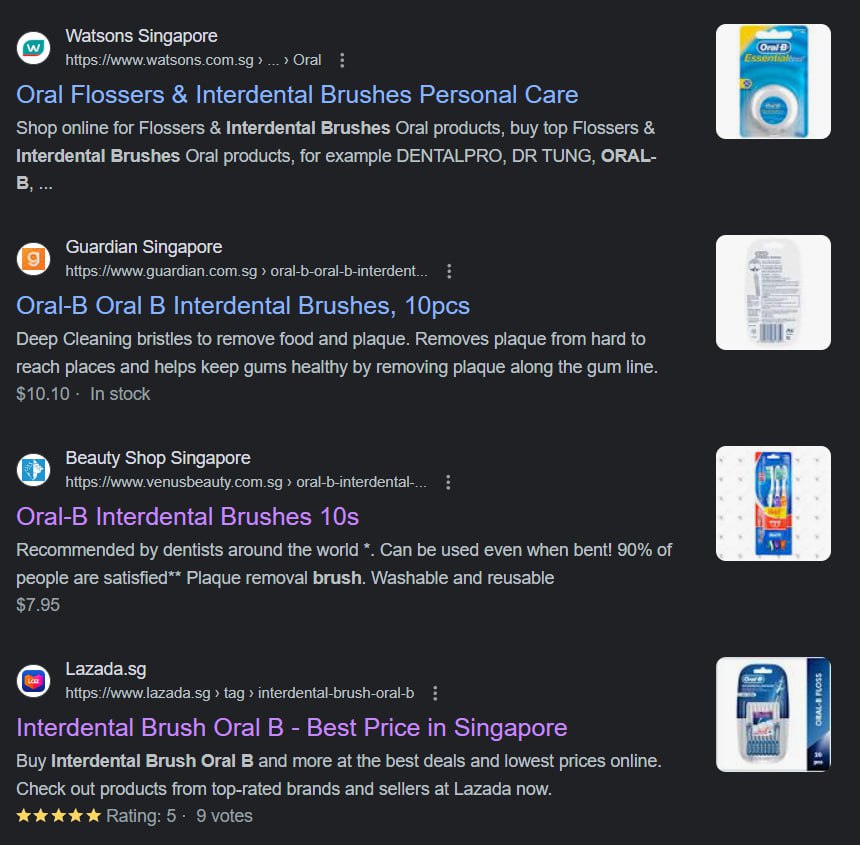 Watsons Singapore
https://www.watsons.com.sg › ... › Oral
Oral Flossers & Interdental Brushes Personal Care
Shop online for Flossers & Interdental Brushes Oral products, buy top Flossers &
Interdental Brushes Oral products, for example DENTALPRO, DR TUNG, ORAL-
B, ...
Oral-B
Essential
Guardian Singapore
https://www.guardian.com.sg › oral-b-oral-b-interdent...
Oral-B Oral B Interdental Brushes, 10pcs
Deep Cleaning bristles to remove food and plaque. Removes plaque from hard to
reach places and helps keep gums healthy by removing plaque along the gum line.
$10.10 · In stock
Beauty Shop Singapore
https://www.venusbeauty.com.sg › oral-b-interdental-...
Oral-B Interdental Brushes 10s
Recommended by dentists around the world *. Can be used even when bent! 90% of
people are satisfied** Plaque removal brush. Washable and reusable
$7.95
Lazada.sg
https://www.lazada.sg › tag › interdental-brush-oral-b
Interdental Brush Oral B - Best Price in Singapore
Buy Interdental Brush Oral B and more at the best deals and lowest prices online.
Check out products from top-rated brands and sellers at Lazada now.
Rating: 5 · 9 votes
Oral-B
ORAL-B FLOSS